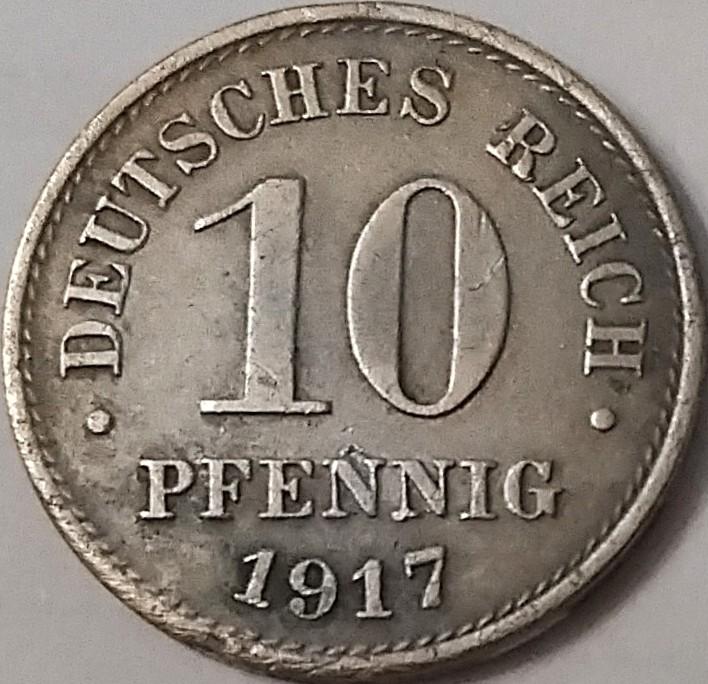 • DEUTSCHES REICH •
10
PFENNIG
1917